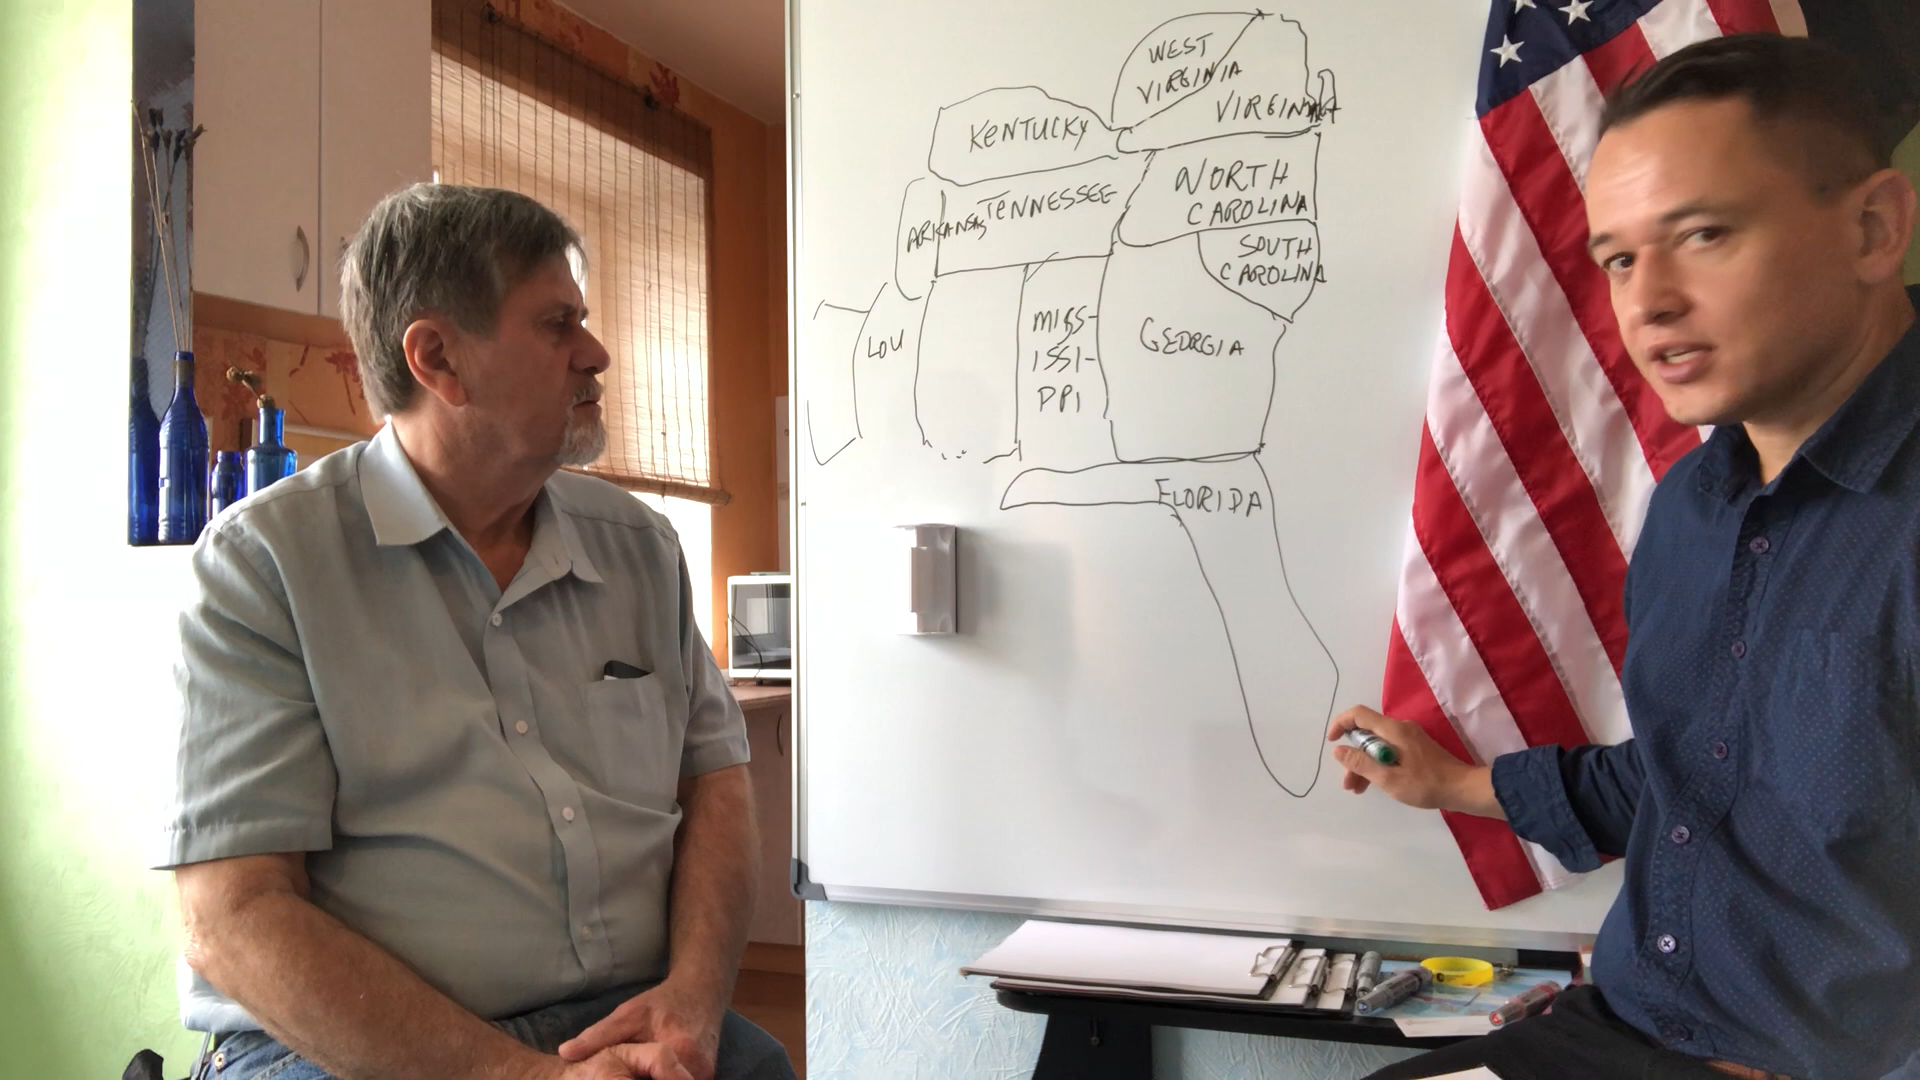 WEST
VIRGINIA
VIRGINIA
KENTUCKY
NORTH
CAROLINA
TENNESSEE
ARKANSAS
SOUTH
CAROLINA
LOU
MISS-
ISSI-
PPI
GEORGIA
FLORIDA